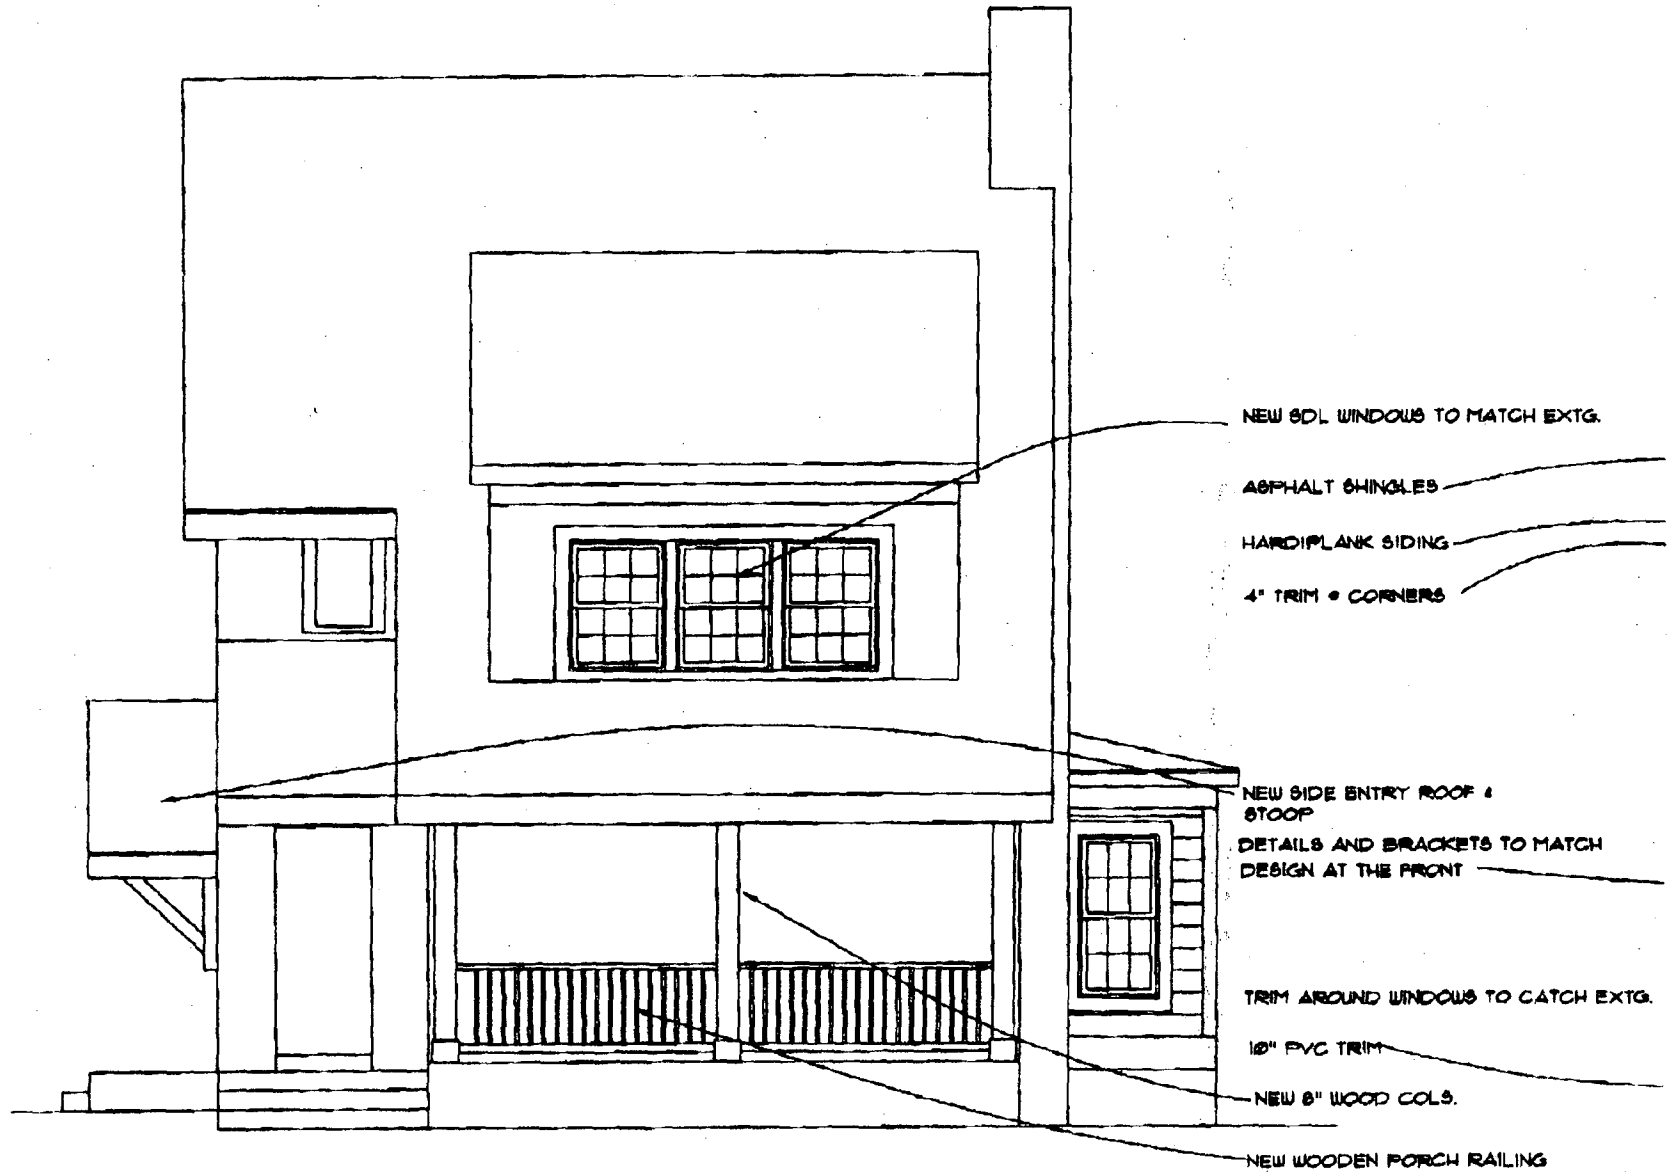 NEW SDL WINDOWS TO MATCH EXTG.
ASPHALT SHINGLES
HARDIPLANK SIDING
4" TRIM @ CORNERS
NEW SIDE ENTRY ROOF &
STOOP
DETAILS AND BRACKETS TO MATCH
DESIGN AT THE FRONT
TRIM AROUND WINDOWS TO CATCH EXTG.
10" PVC TRIM
NEW 8" WOOD COLS.
NEW WOODEN PORCH RAILING